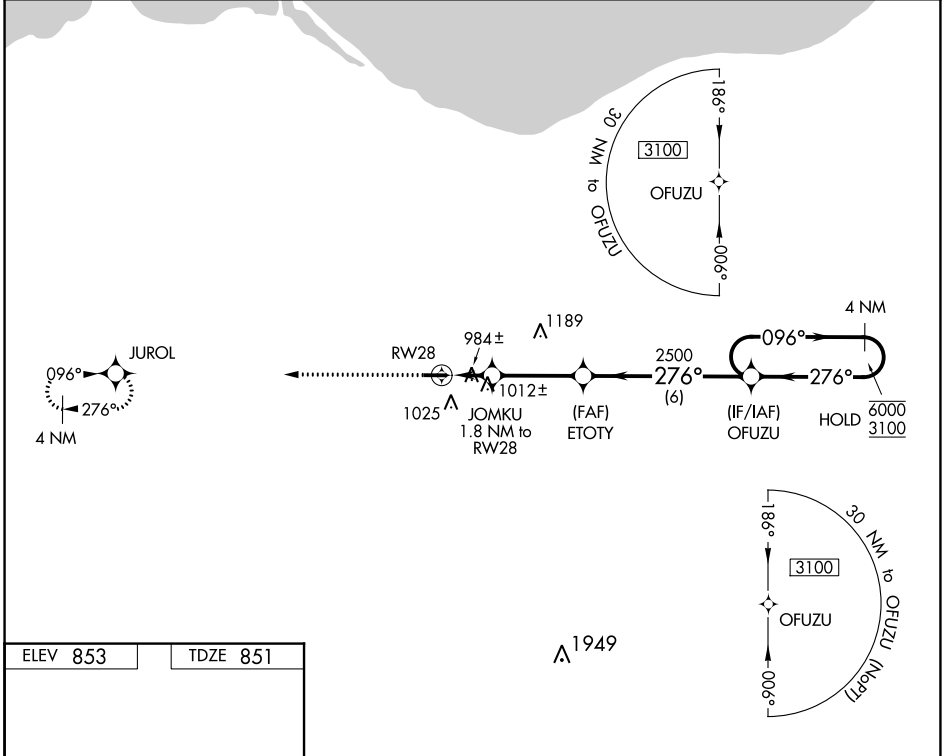 186°
30 NM to OFUZU
3100
OFUZU
006°
4 NM
1189
984±
096°
JUROL
RW28
2500
096°
276°
276°
(6)
276°
4 NM
1025
1012±
JOMKU
1.8 NM to
RW28
(FAF)
ETOTY
(IF/IAF)
OFUZU
HOLD
6000
3100
186°
30 NM to OFUZU (NoPT)
3100
OFUZU
006°
1949
ELEV 853
TDZE 851